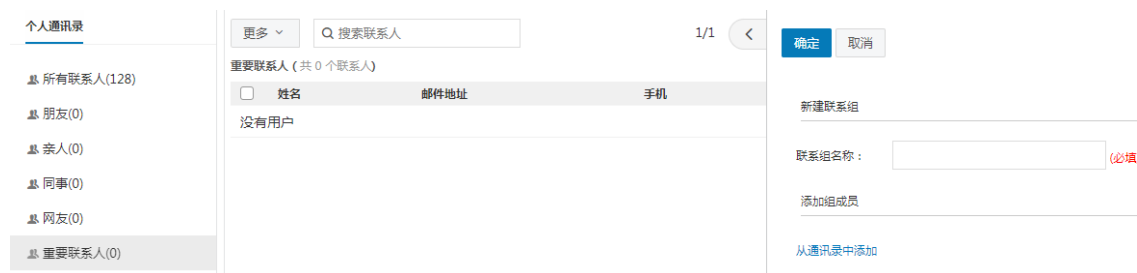 个人通讯录
所有联系人(128)
朋友(0)
亲人(0)
同事(0)
网友(0)
重要联系人(0)
更多 搜索联系人 1/1
重要联系人 ( 共 0 个联系人)
姓名 邮件地址 手机
没有用户
确定 取消
新建联系组
联系组名称： (必填
添加组成员
从通讯录中添加